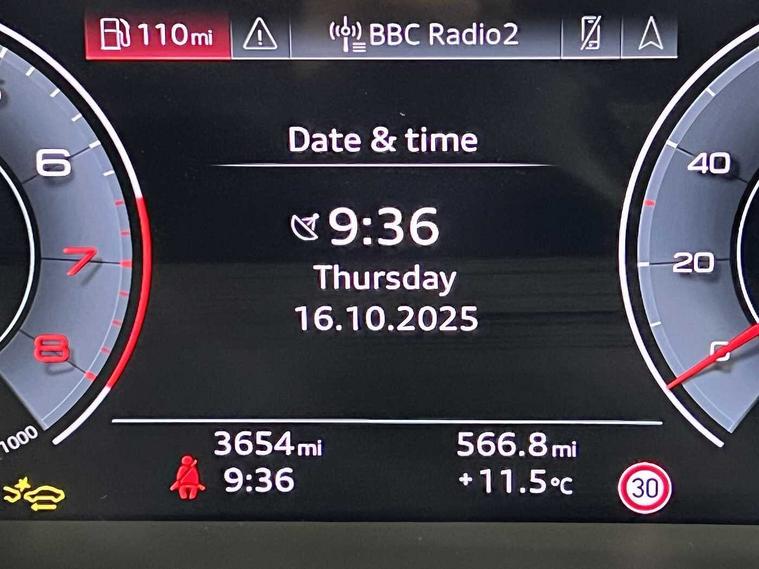 110mi
BBC Radio2
Date & time
9:36
Thursday
16.10.2025
6
7
8
1000
40
20
0
3654mi
566.8mi
9:36
+11.5°C
30